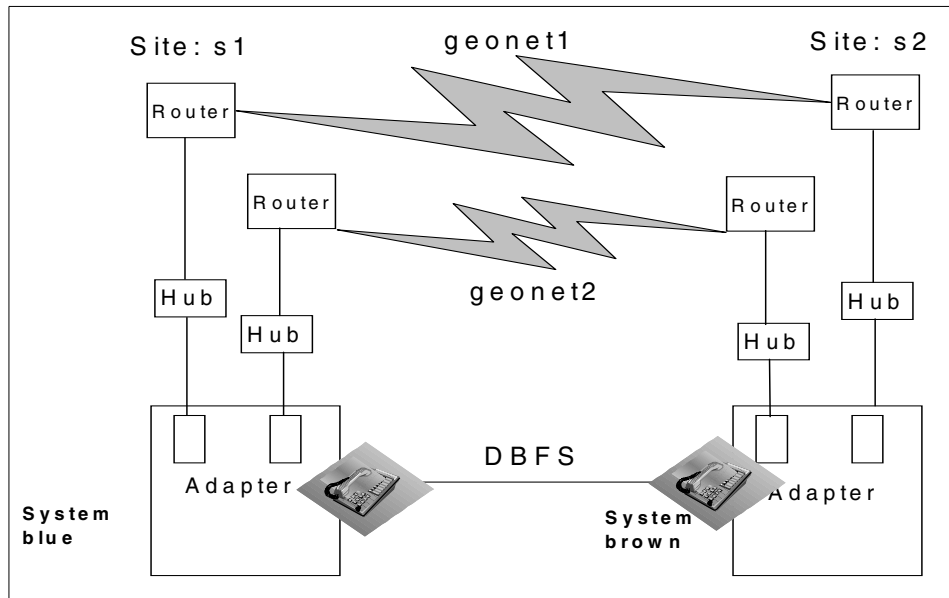 Site: s1
geonet1
Site: s2
Router
Router
Router
Router
geonet2
Hub
Hub
Hub
Hub
DBFS
Adapter
Adapter
System
blue
System
brown